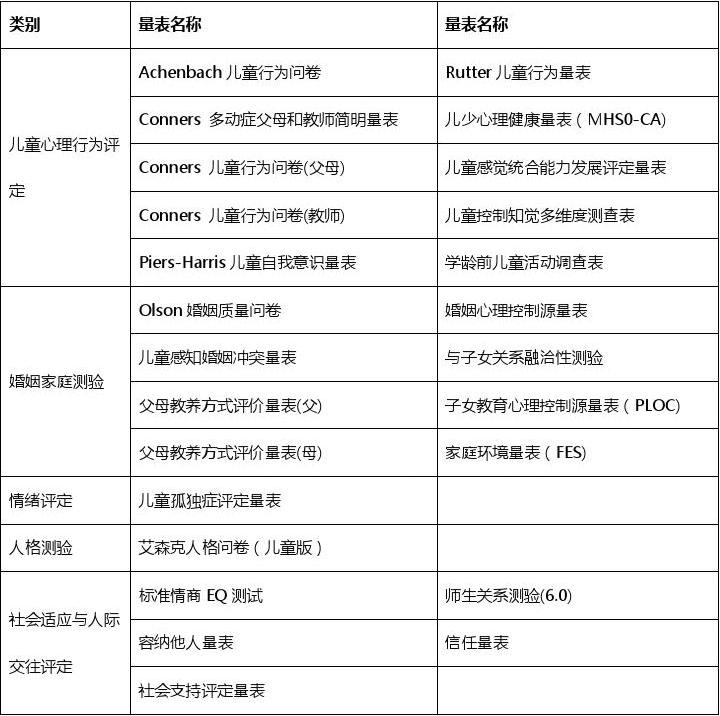 类别 量表名称 量表名称
儿童心理行为评
定
Achenbach 儿童行为问卷 Rutter 儿童行为量表
Conners 多动症父母和教师简明量表 儿少心理健康量表（MHS0-CA)
Conners 儿童行为问卷(父母) 儿童感觉统合能力发展评定量表
Conners 儿童行为问卷(教师) 儿童控制知觉多维度测查表
Piers-Harris 儿童自我意识量表 学龄前儿童活动调查表
婚姻家庭测验
Olson 婚姻质量问卷 婚姻心理控制源量表
儿童感知婚姻冲突量表 与子女关系融洽性测验
父母教养方式评价量表(父) 子女教育心理控制源量表（PLOC)
父母教养方式评价量表(母) 家庭环境量表（FES)
情绪评定 儿童孤独症评定量表
人格测验 艾森克人格问卷（儿童版）
社会适应与人际
交往评定
标准情商 EQ 测试 师生关系测验(6.0)
容纳他人量表 信任量表
社会支持评定量表